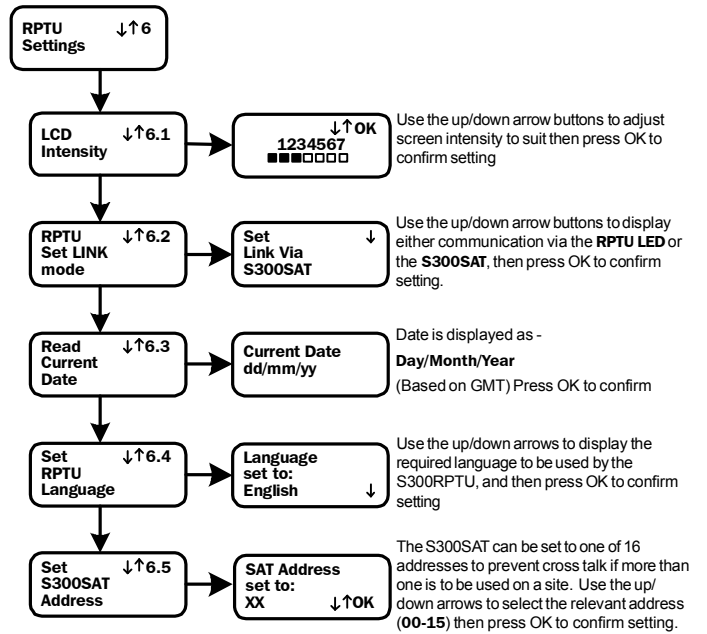 RPTU ↓↑6
Settings
LCD ↓↑6.1
Intensity
↓↑OK
1234567
Use the up/down arrow buttons to adjust
screen intensity to suit then press OK to
confirm setting
RPTU ↓↑6.2
Set LINK
mode
Set ↓
Link Via
S300SAT
Use the up/down arrow buttons to display
either communication via the RPTU LED or
the S300SAT, then press OK to confirm
setting.
Read ↓↑6.3
Current
Date
Current Date
dd/mm/yy
Date is displayed as -
Day/Month/Year
(Based on GMT) Press OK to confirm
Set ↓↑6.4
RPTU
Language
Language
set to:
English ↓
Use the up/down arrows to display the
required language to be used by the
S300RPTU, and then press OK to confirm
setting
Set ↓↑6.5
S300SAT
Address
SAT Address
set to:
XX ↓↑OK
The S300SAT can be set to one of 16
addresses to prevent cross talk if more than
one is to be used on a site. Use the up/
down arrows to select the relevant address
(00-15) then press OK to confirm setting.